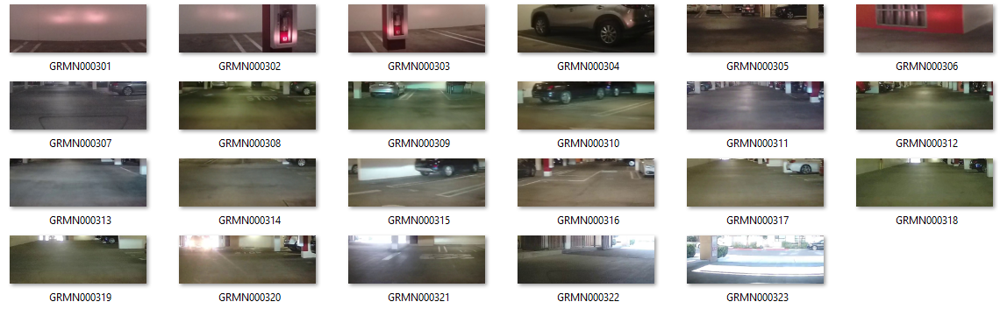 GRMN000301 GRMN000302 GRMN000303 GRMN000304 GRMN000305 GRMN000306
STOP
GRMN000307 GRMN000308 GRMN000309 GRMN000310 GRMN000311 GRMN000312
GRMN000313 GRMN000314 GRMN000315 GRMN000316 GRMN000317 GRMN000318
GRMN000319 GRMN000320 GRMN000321 GRMN000322 GRMN000323